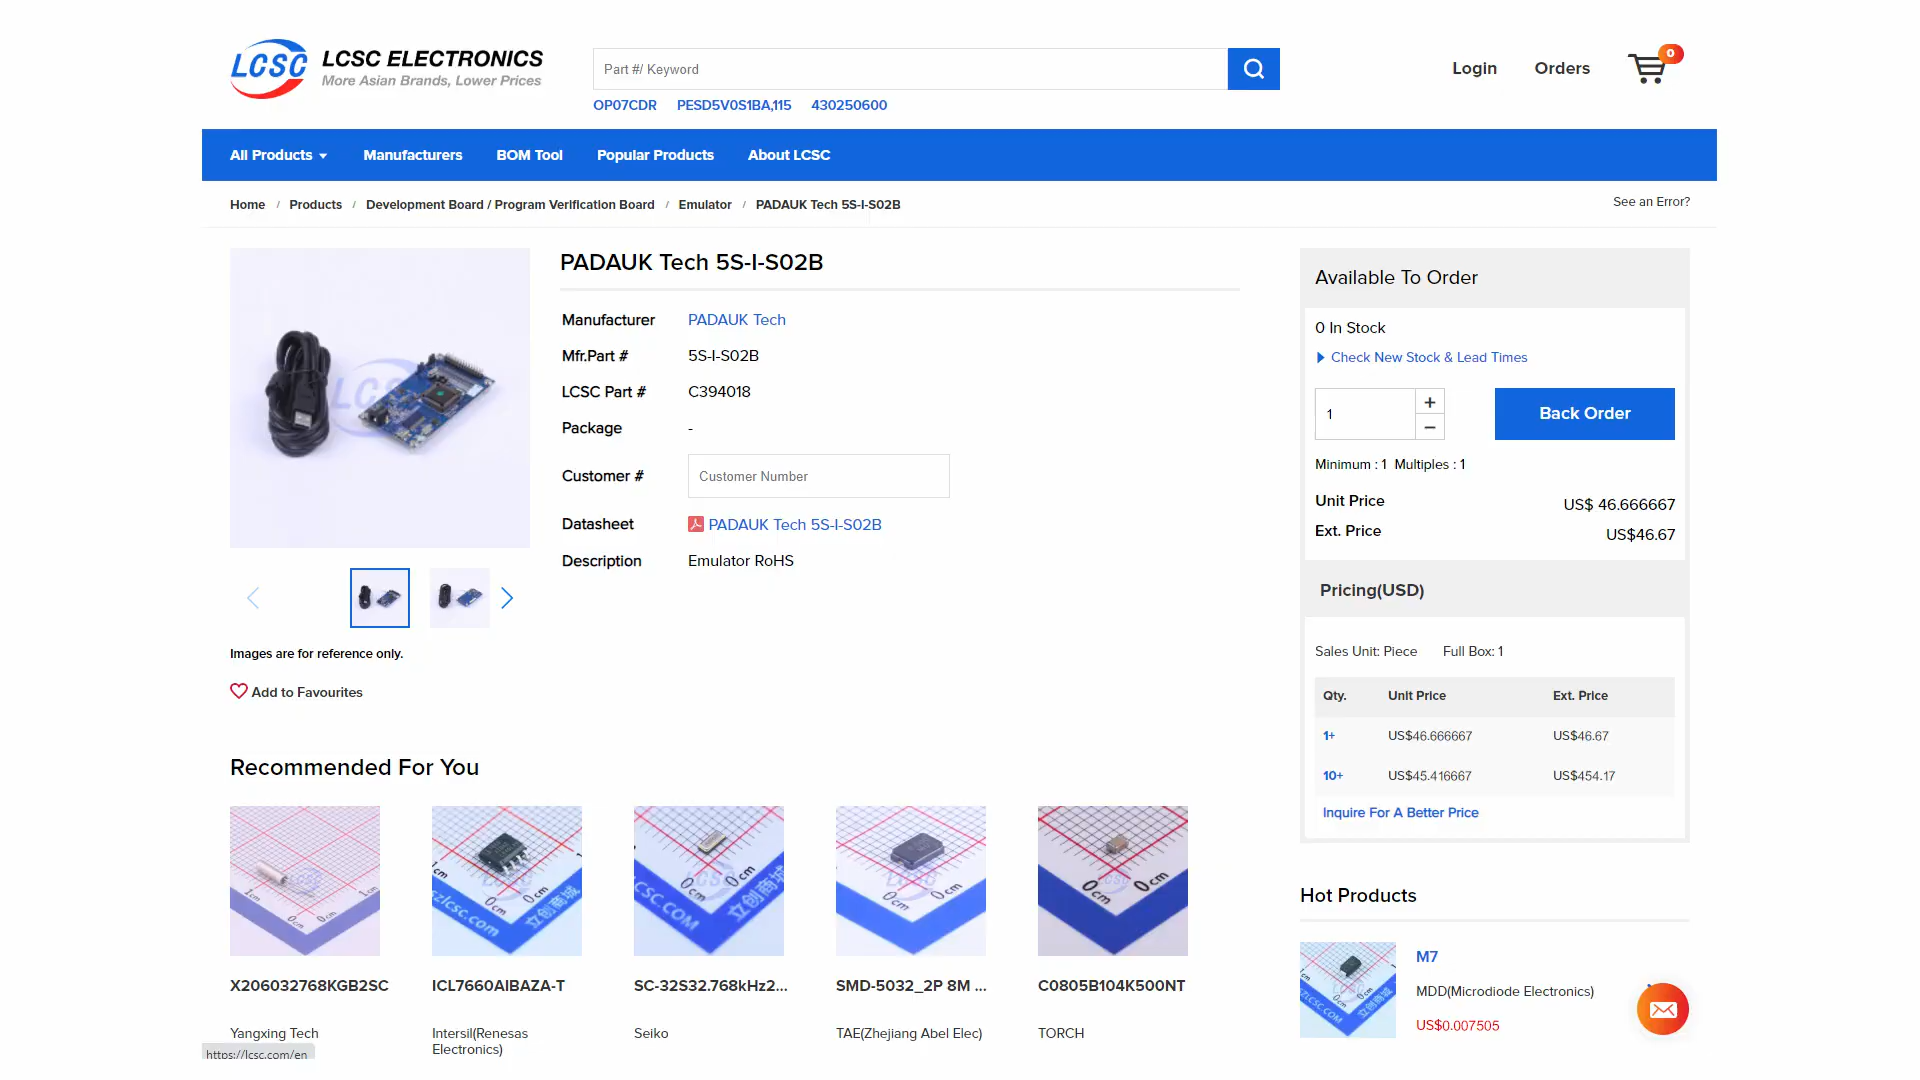 LCSC
LCSC ELECTRONICS
More Asian Brands, Lower Prices
Part #/ Keyword
OP07CDR PESD5V0S1BA,115 430250600
Login Orders 0
All Products Manufacturers BOM Tool Popular Products About LCSC
Home / Products / Development Board / Program Verification Board / Emulator / PADAUK Tech 5S-I-S02B
See an Error?
PADAUK Tech 5S-I-S02B
Manufacturer PADAUK Tech
Mfr.Part # 5S-I-S02B
LCSC Part # C394018
Package -
Customer # Customer Number
Datasheet PADAUK Tech 5S-I-S02B
Description Emulator RoHS
Images are for reference only.
Add to Favourites
Available To Order
0 In Stock
Check New Stock & Lead Times
1 + −
Back Order
Minimum : 1 Multiples : 1
Unit Price US$ 46.666667
Ext. Price US$46.67
Pricing(USD)
Sales Unit: Piece Full Box: 1
Qty. Unit Price Ext. Price
1+ US$46.666667 US$46.67
10+ US$45.416667 US$454.17
Inquire For A Better Price
Recommended For You
X206032768KGB2SC
Yangxing Tech
ICL7660AIBAZA-T
Intersil(Renesas
Electronics)
SC-32S32.768kHz2...
Seiko
SMD-5032_2P 8M ...
TAE(Zhejiang Abel Elec)
C0805B104K500NT
TORCH
Hot Products
M7
MDD(Microdiode Electronics)
US$0.007505
https://lcsc.com/en